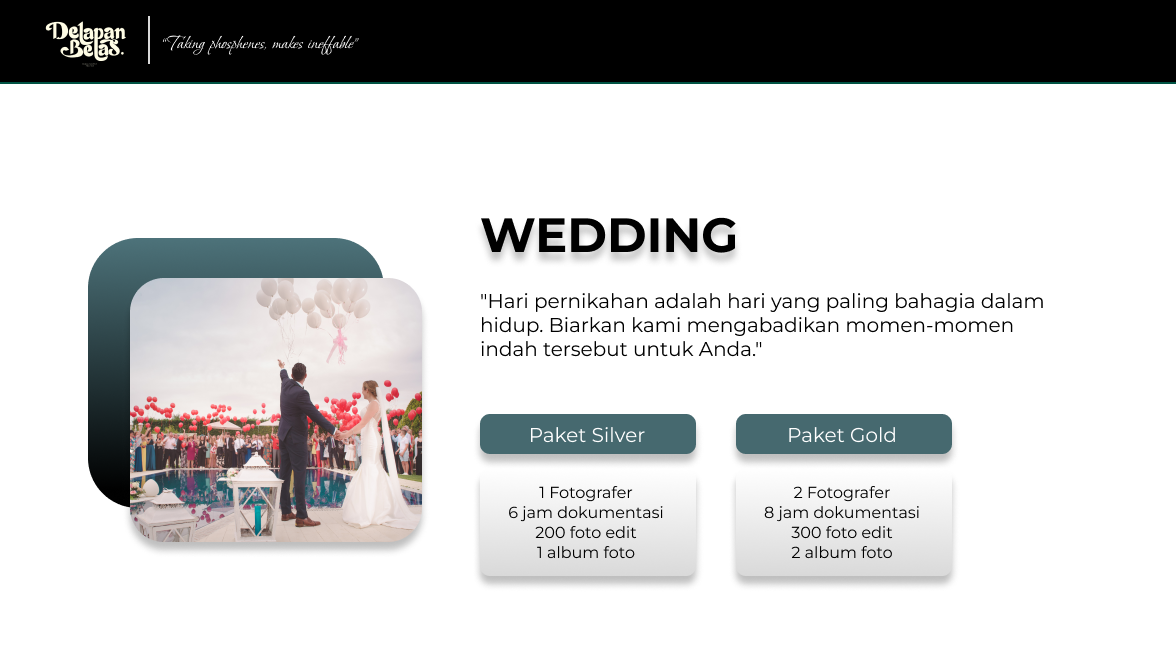 Delapan
Belas.
“Taking phosphenes, makes ineffable”
WEDDING
"Hari pernikahan adalah hari yang paling bahagia dalam
hidup. Biarkan kami mengabadikan momen-momen
indah tersebut untuk Anda."
Paket Silver
1 Fotografer
6 jam dokumentasi
200 foto edit
1 album foto
Paket Gold
2 Fotografer
8 jam dokumentasi
300 foto edit
2 album foto